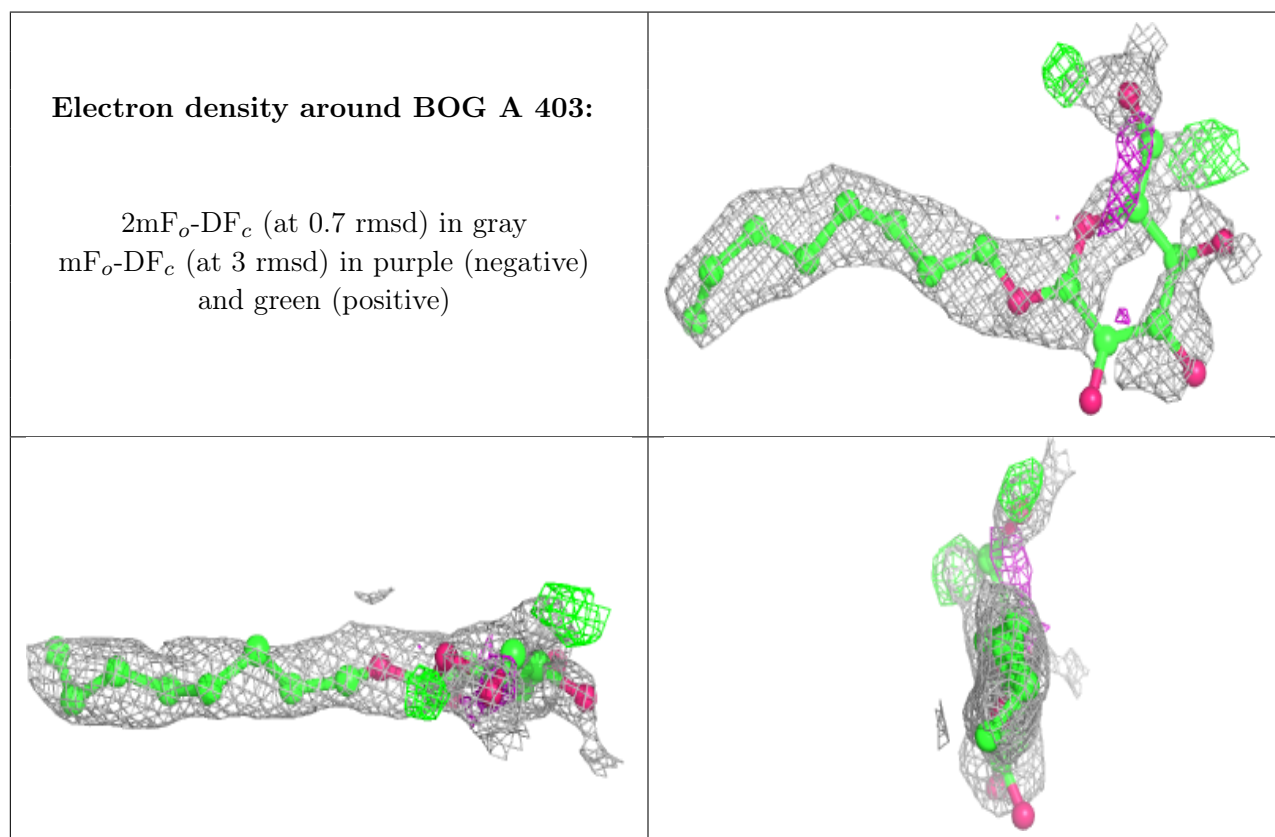 Electron density around BOG A 403:
2mFo-DFc (at 0.7 rmsd) in gray
mFo-DFc (at 3 rmsd) in purple (negative)
and green (positive)